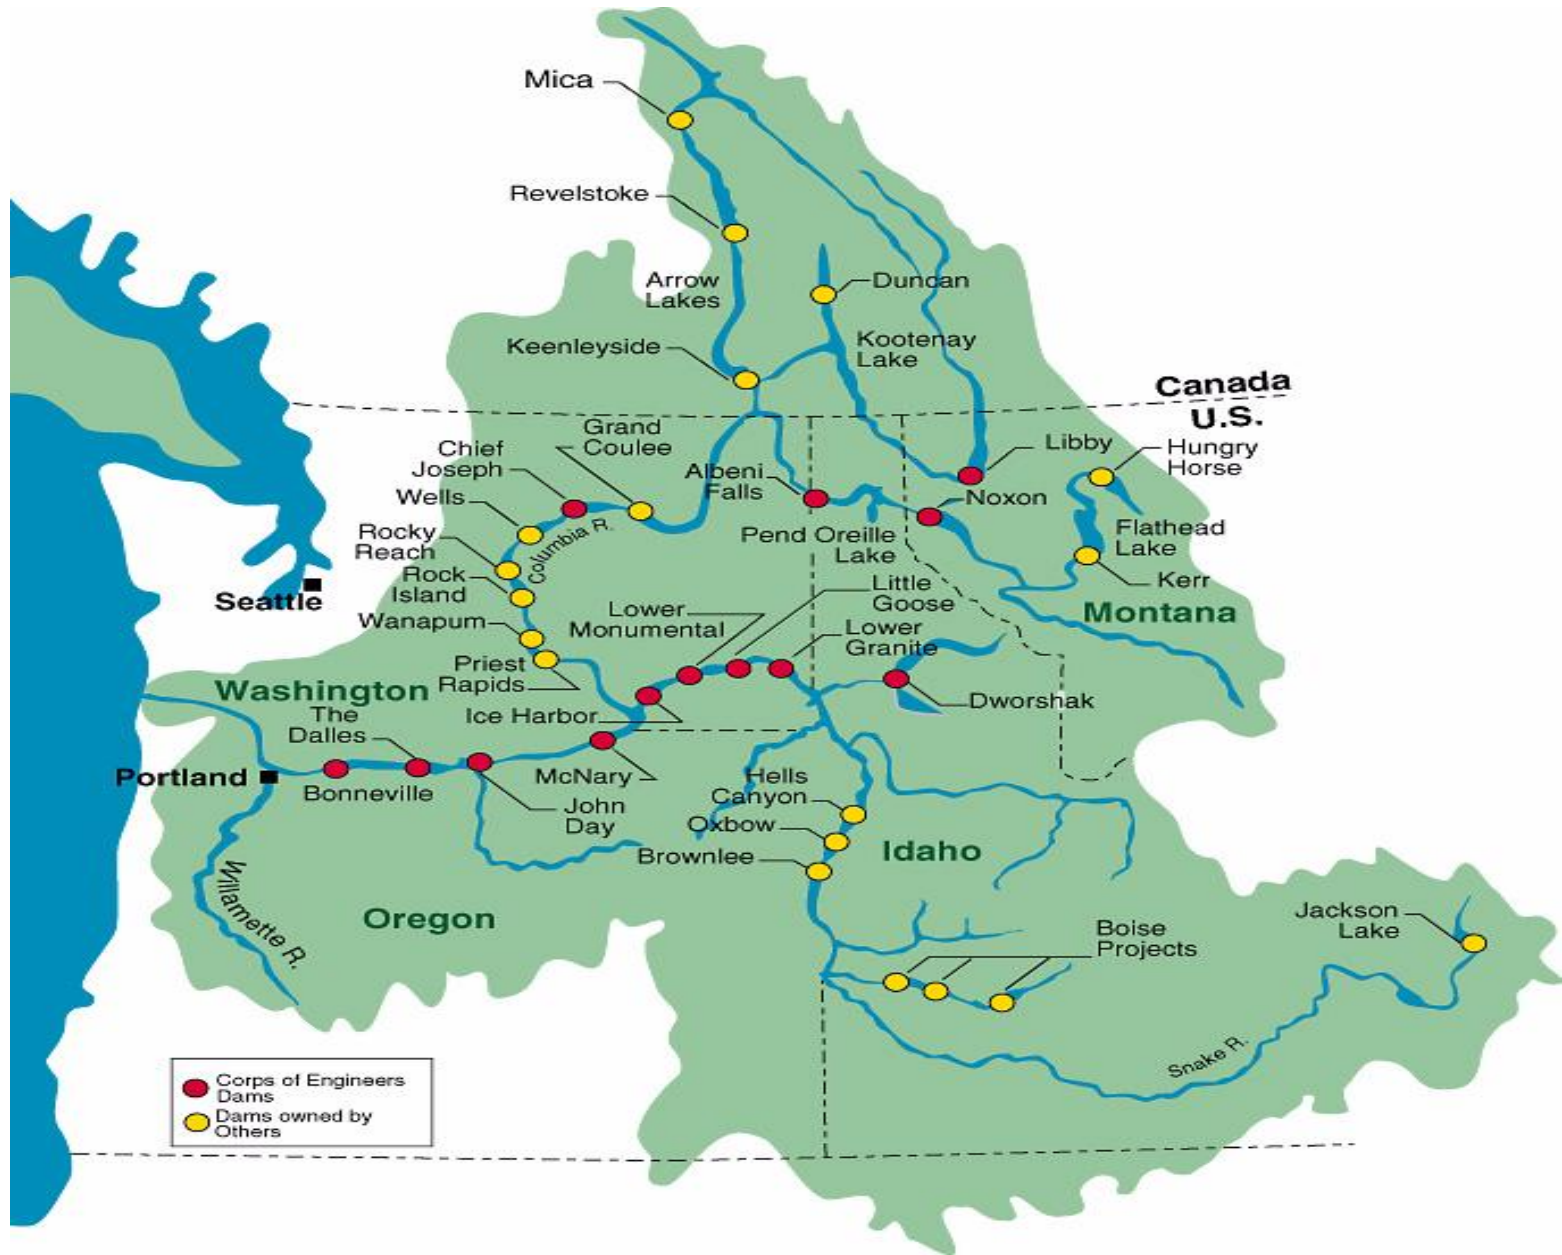 Mica
Revelstoke
Arrow
Lakes
Duncan
Keenleyside
Kootenay
Lake
Canada
U.S.
Grand
Coulee
Chief
Joseph
Libby
Hungry
Horse
Albeni
Falls
Wells
Noxon
Rocky
Reach
Columbia R.
Pend Oreille
Lake
Flathead
Lake
Rock
Island
Kerr
Little
Goose
Seattle
Lower
Monumental
Montana
Wanapum
Lower
Granite
Priest
Rapids
Washington
Ice Harbor
Dworshak
The
Dalles
Portland
Bonneville
McNary
John
Day
Hells
Canyon
Oxbow
Brownlee
Idaho
Willamette R.
Oregon
Boise
Projects
Jackson
Lake
Snake R.
Corps of Engineers
Dams
Dams owned by
Others